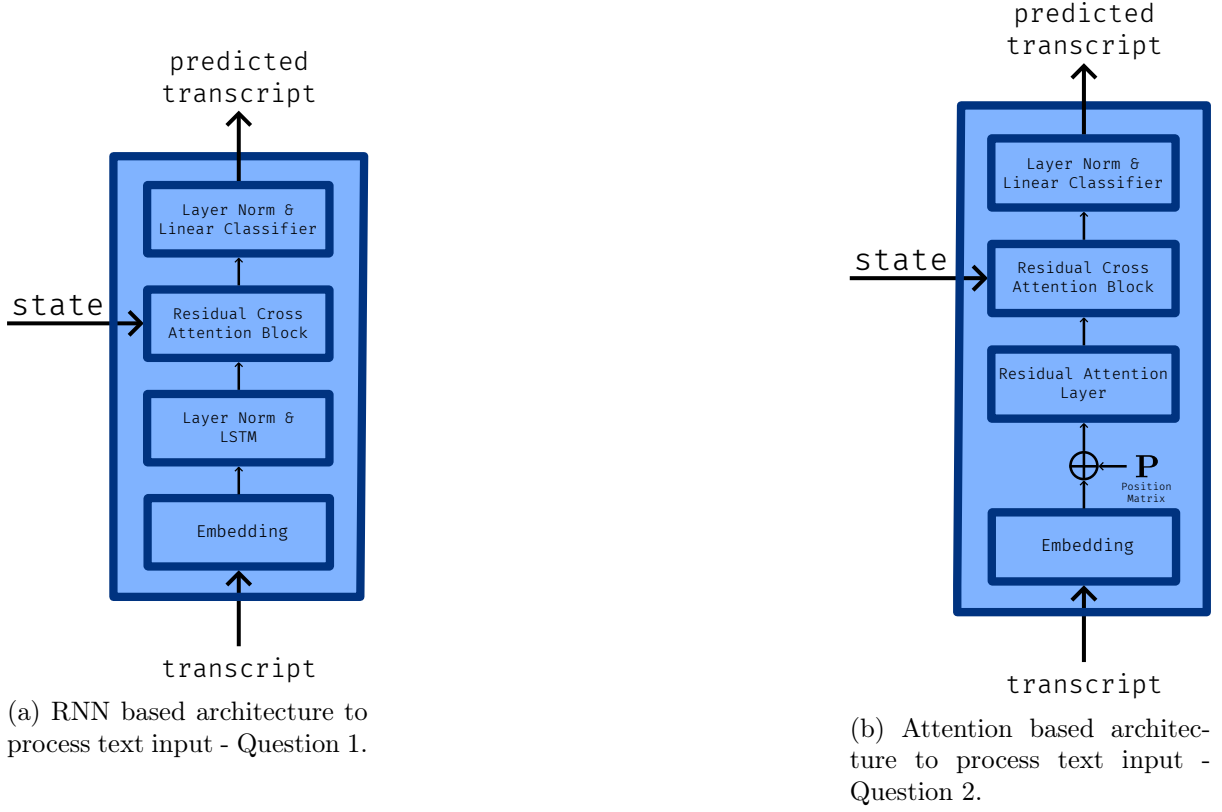 predicted
transcript
Layer Norm &
Linear Classifier
state
Residual Cross
Attention Block
Layer Norm &
LSTM
Embedding
transcript
(a) RNN based architecture to
process text input - Question 1.
predicted
transcript
Layer Norm &
Linear Classifier
state
Residual Cross
Attention Block
Residual Attention
Layer
P
Position
Matrix
Embedding
transcript
(b) Attention based architec-
ture to process text input -
Question 2.